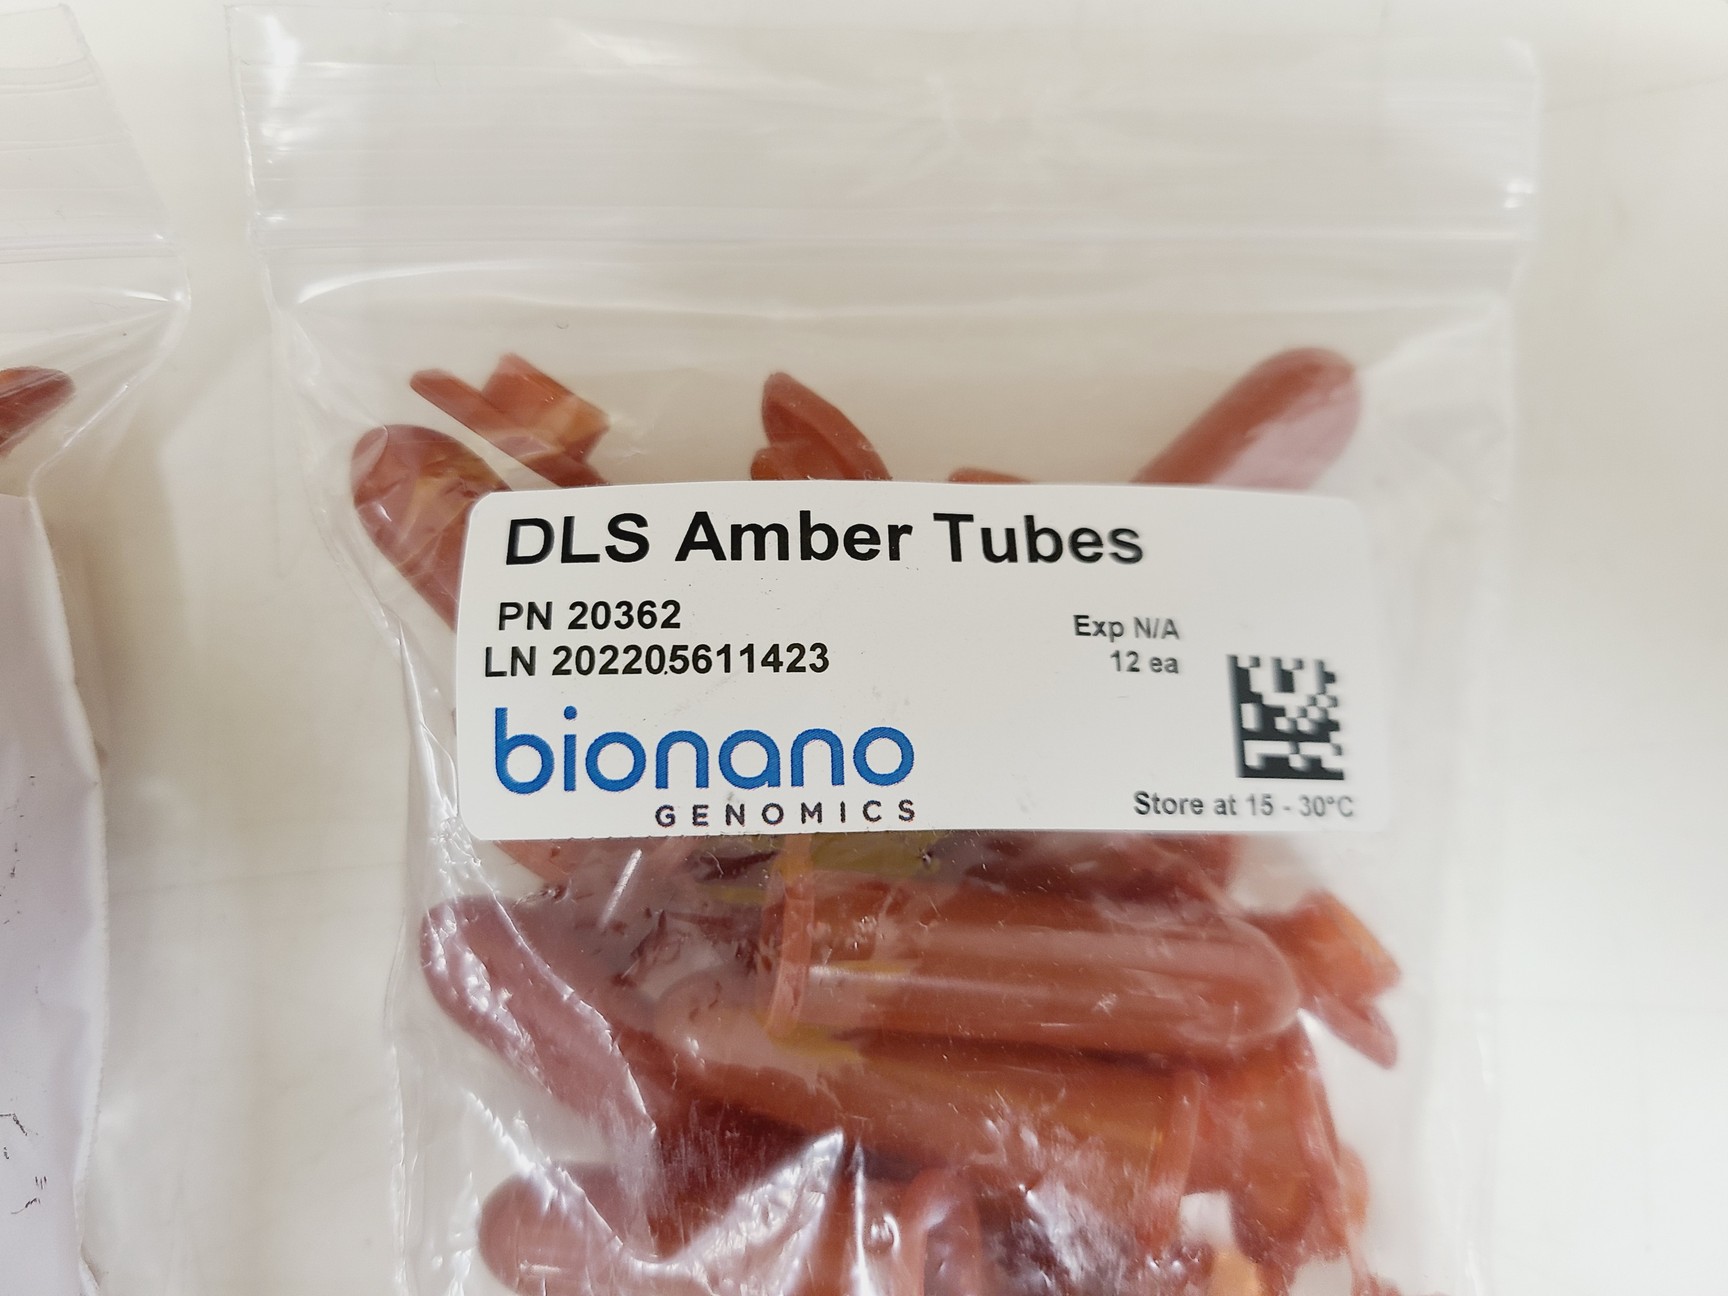 DLS Amber Tubes
PN 20362
LN 202205611423
Exp N/A
12 ea
bionano
GENOMICS
Store at 15 - 30°C